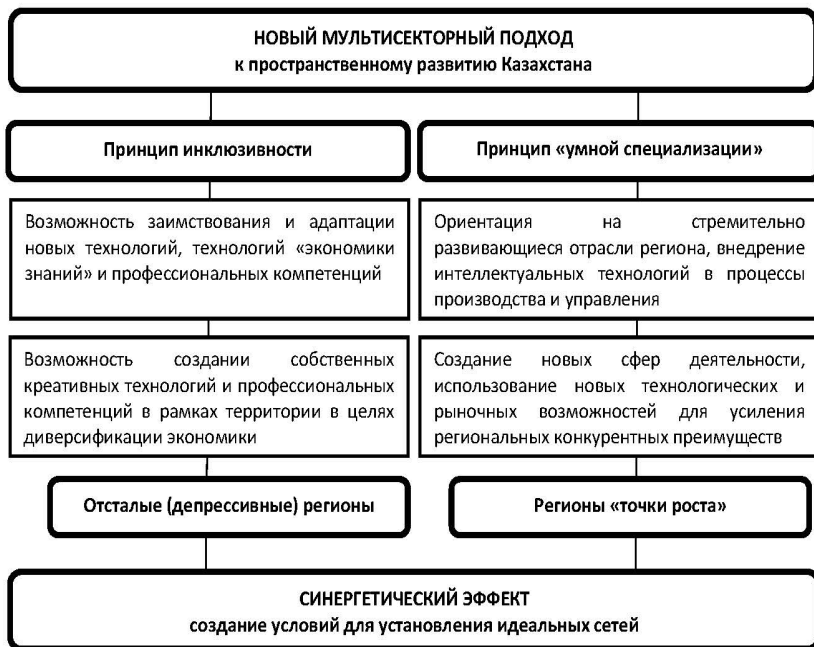 НОВЫЙ МУЛЬТИСЕКТОРНЫЙ ПОДХОД
к пространственному развитию Казахстана
Принцип инклюзивности
Принцип «умной специализации»
Возможность заимствования и адаптации
новых технологий, технологий «экономики
знаний» и профессиональных компетенций
Ориентация на стремительно
развивающиеся отрасли региона, внедрение
интеллектуальных технологий в процессы
производства и управления
Возможность создании собственных
креативных технологий и профессиональных
компетенций в рамках территории в целях
диверсификации экономики
Создание новых сфер деятельности,
использование новых технологических и
рыночных возможностей для усиления
региональных конкурентных преимуществ
Отсталые (депрессивные) регионы
Регионы «точки роста»
СИНЕРГЕТИЧЕСКИЙ ЭФФЕКТ
создание условий для установления идеальных сетей